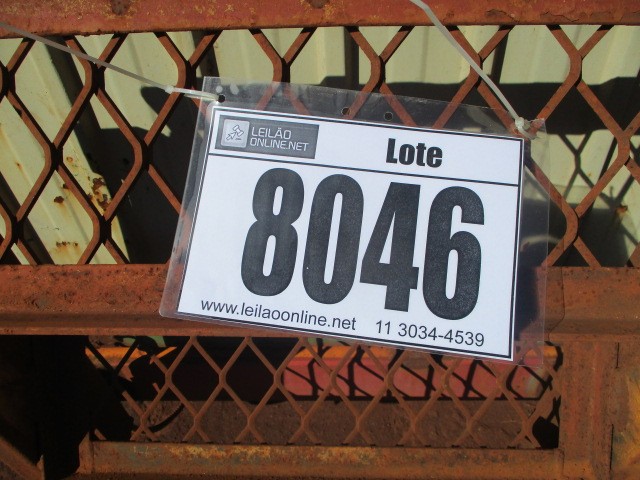 LEILÃO
ONLINE.NET
Lote
8046
www.leilaoonline.net 11 3034-4539